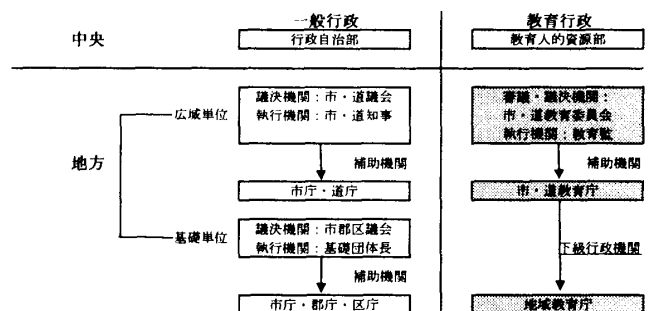 一般行政
教育行政
中央
行政自治部
教育人的資源部
広域単位
議決機関：市・道議会
執行機関：市・道知事
審議・議決機関：
市・道教育委員会
執行機関：教育監
地方
補助機関
補助機関
市庁・道庁
市・道教育庁
基礎単位
議決機関：市郡区議会
執行機関：基礎団体長
下級行政機関
補助機関
市庁・郡庁・区庁
地域教育庁